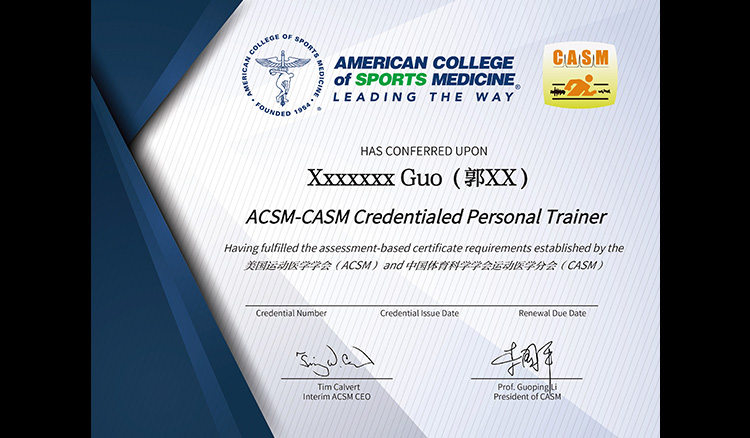 AMERICAN COLLEGE OF SPORTS MEDICINE
• FOUNDED 1954 •
®
AMERICAN COLLEGE
of SPORTS MEDICINE®
LEADING THE WAY
CASM
HAS CONFERRED UPON
Xxxxxxx Guo (郭XX)
ACSM-CASM Credentialed Personal Trainer
Having fulfilled the assessment-based certificate requirements established by the
美国运动医学学会（ACSM）and 中国体育科学学会运动医学分会（CASM）
Credential Number Credential Issue Date Renewal Due Date
Tim Calvert Prof. Guoping Li
Interim ACSM CEO President of CASM